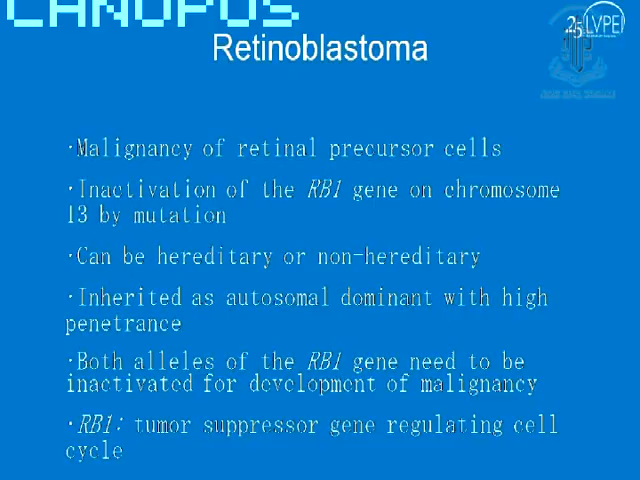 CANOPUS
25 LVPEI
Retinoblastoma
·Malignancy of retinal precursor cells
·Inactivation of the RB1 gene on chromosome
13 by mutation
·Can be hereditary or non-hereditary
·Inherited as autosomal dominant with high
penetrance
·Both alleles of the RB1 gene need to be
inactivated for development of malignancy
·RB1: tumor suppressor gene regulating cell
cycle